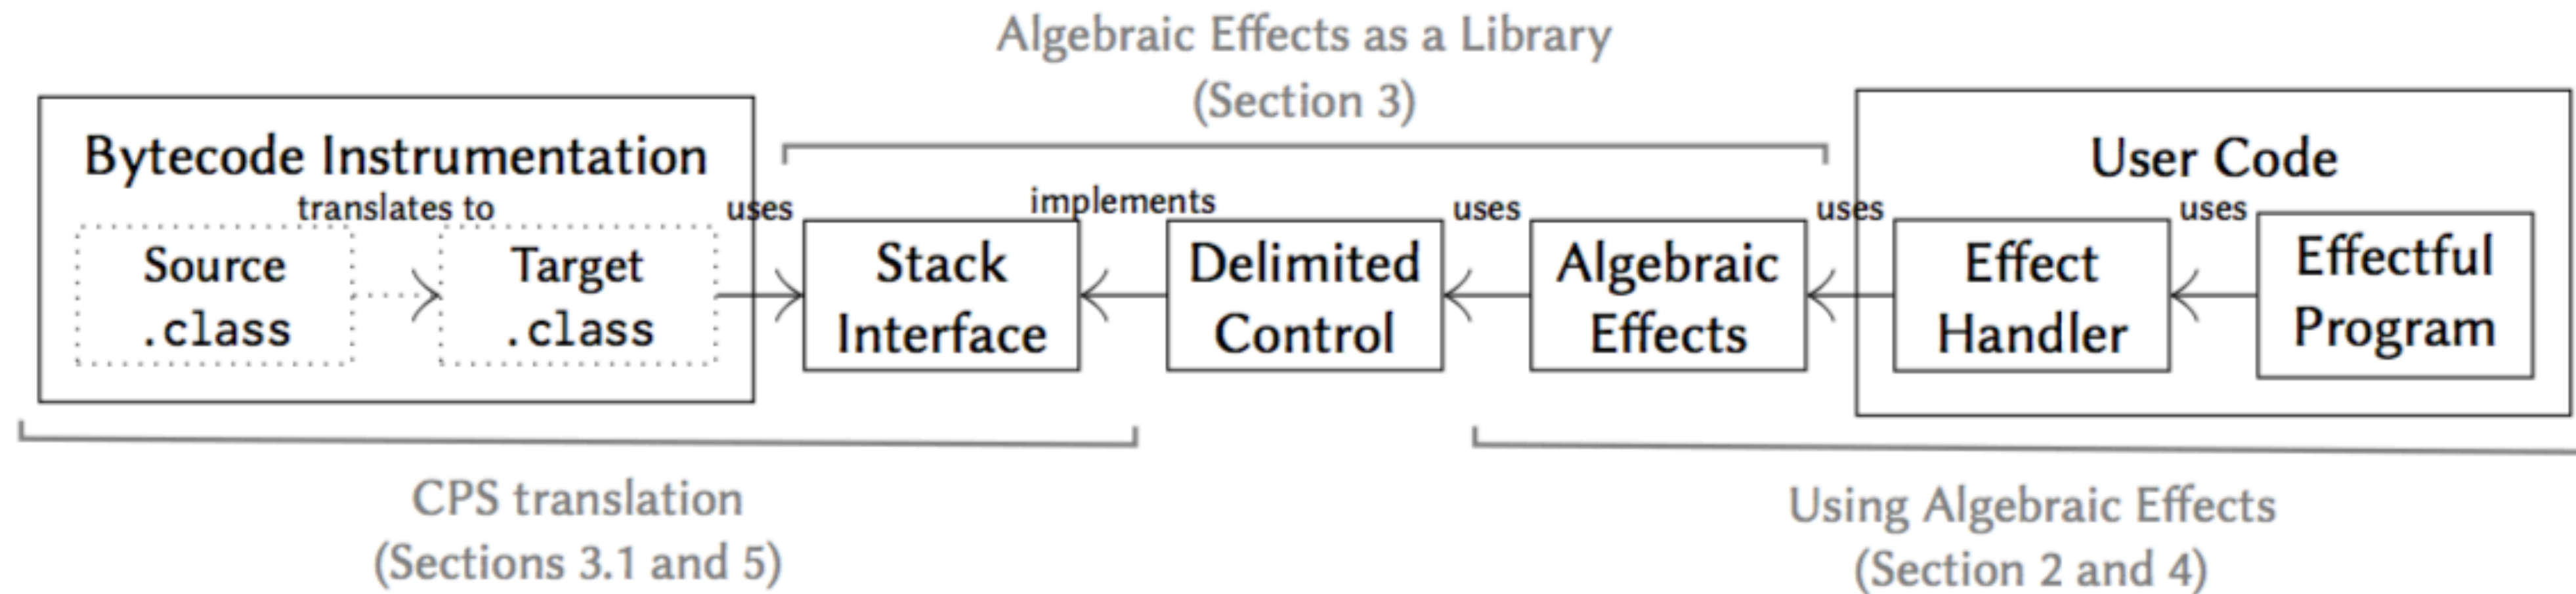 Algebraic Effects as a Library
(Section 3)
Bytecode Instrumentation
translates to
Source
.class
Target
.class
uses
Stack
Interface
implements
Delimited
Control
uses
Algebraic
Effects
uses
User Code
Effect
Handler
uses
Effectful
Program
CPS translation
(Sections 3.1 and 5)
Using Algebraic Effects
(Section 2 and 4)